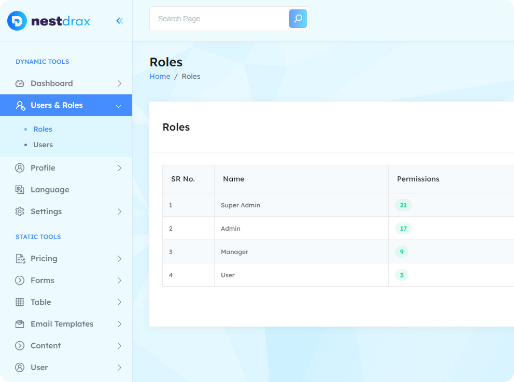 nestdrax
Search Page
DYNAMIC TOOLS
Dashboard
Users & Roles
Roles
Users
Profile
Language
Settings
STATIC TOOLS
Pricing
Forms
Table
Email Templates
Content
User
Roles
Home / Roles
Roles
SR No. Name Permissions
1 Super Admin 21
2 Admin 17
3 Manager 9
4 User 3